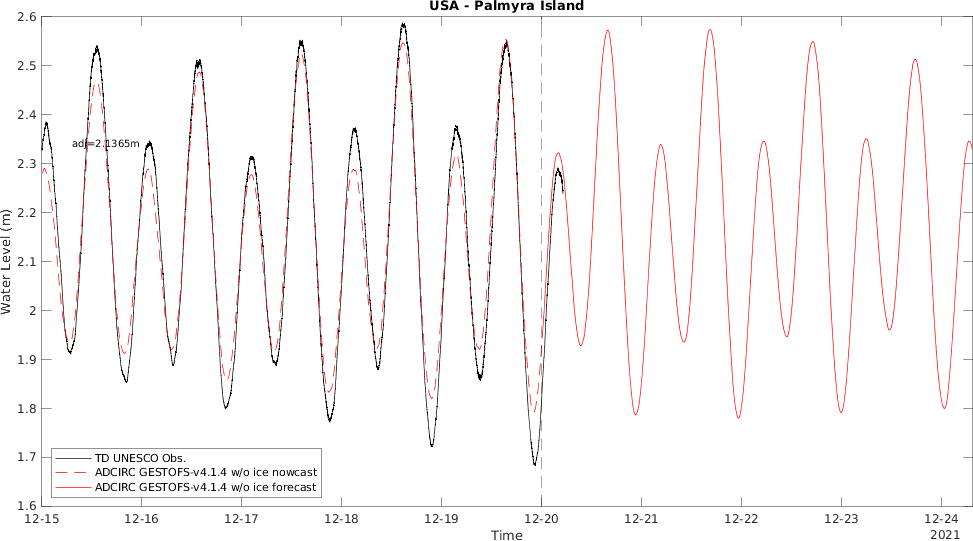 USA - Palmyra Island
Water Level (m)
2.6
2.5
2.4
2.3
2.2
2.1
2
1.9
1.8
1.7
1.6
adj=2.1365m
TD UNESCO Obs.
ADCIRC GESTOFS-v4.1.4 w/o ice nowcast
ADCIRC GESTOFS-v4.1.4 w/o ice forecast
12-15 12-16 12-17 12-18 12-19 12-20 12-21 12-22 12-23 12-24
Time
2021